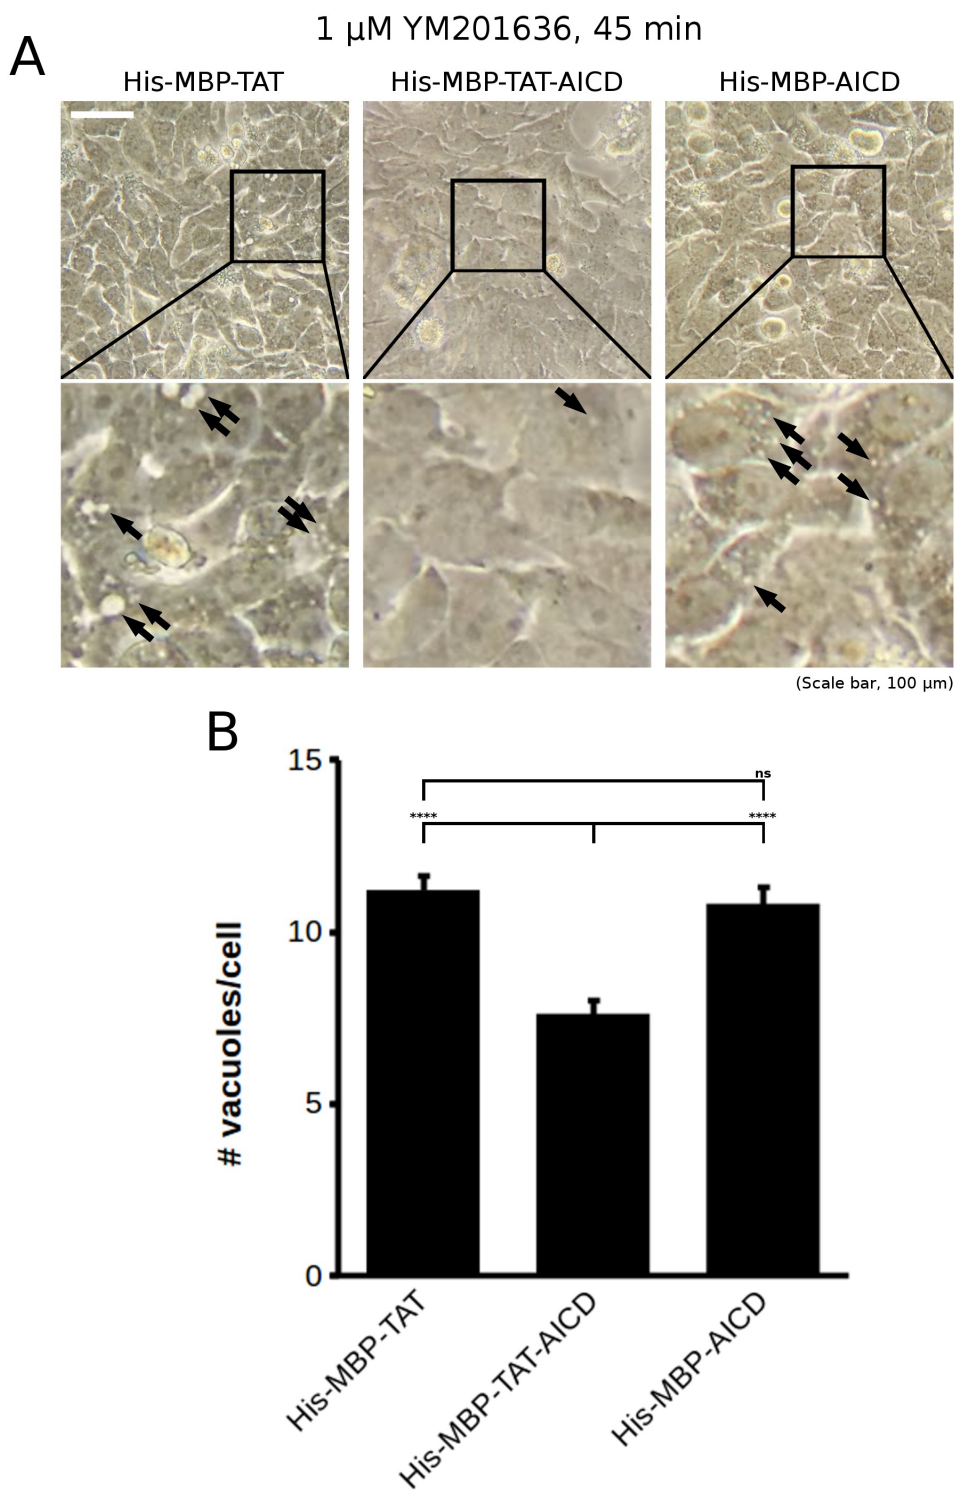 1 µM YM201636, 45 min
A
His-MBP-TAT
His-MBP-TAT-AICD
His-MBP-AICD
(Scale bar, 100 µm)
B
15
10
5
0
# vacuoles/cell
ns
****
****
His-MBP-TAT
His-MBP-TAT-AICD
His-MBP-AICD